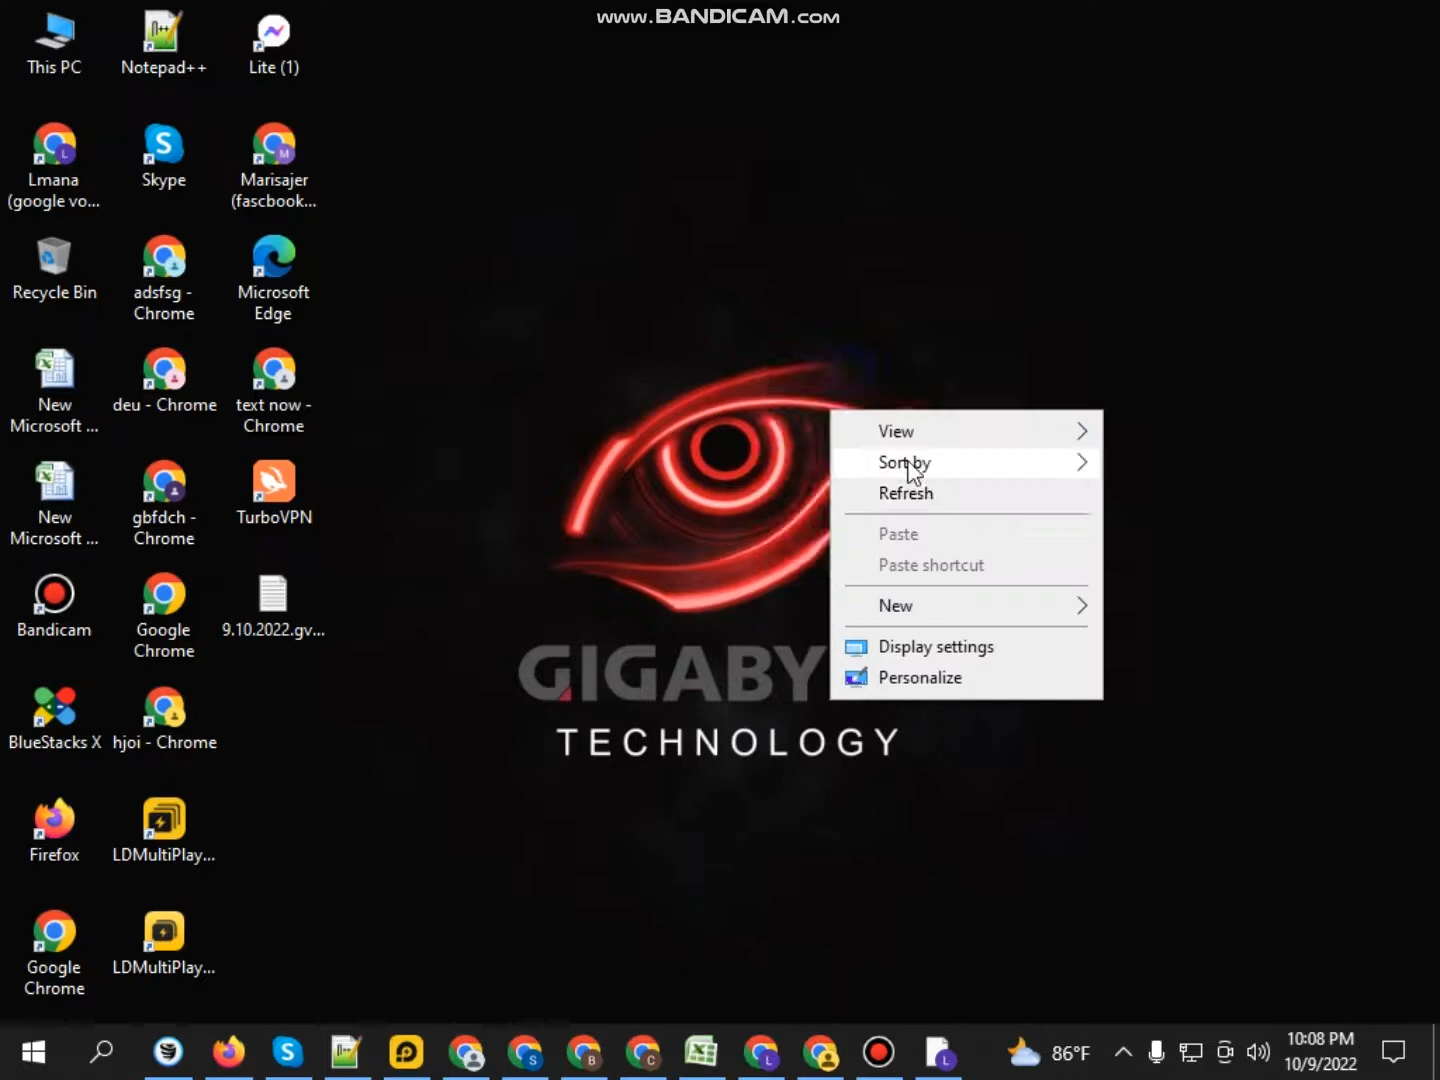 www.BANDICAM.com
This PC
Notepad++
Lite (1)
Lmana
(google vo...
Skype
Marisajer
(fascbook...
Recycle Bin
adsfsg -
Chrome
Microsoft
Edge
New
Microsoft ...
deu - Chrome
text now -
Chrome
New
Microsoft ...
gbfdch -
Chrome
TurboVPN
Bandicam
Google
Chrome
9.10.2022.gv...
BlueStacks X
hjoi - Chrome
Firefox
LDMultiPlay...
Google
Chrome
LDMultiPlay...
GIGABY
TECHNOLOGY
View
Sort by
Refresh
Paste
Paste shortcut
New
Display settings
Personalize
86°F
10:08 PM
10/9/2022